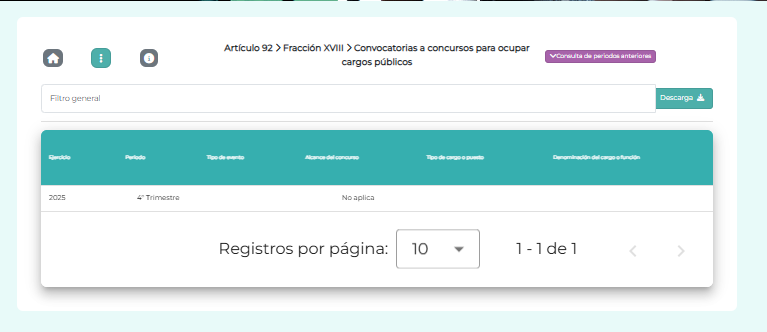 Artículo 92 > Fracción XVIII > Convocatorias a concursos para ocupar
cargos públicos
Consulta de periodos anteriores
Filtro general
Descarga
Ejercicio Periodo Tipo de evento Alcance del concurso Tipo de cargo o puesto Denominación del cargo o función
2025 4° Trimestre No aplica
Registros por página: 10 1 - 1 de 1